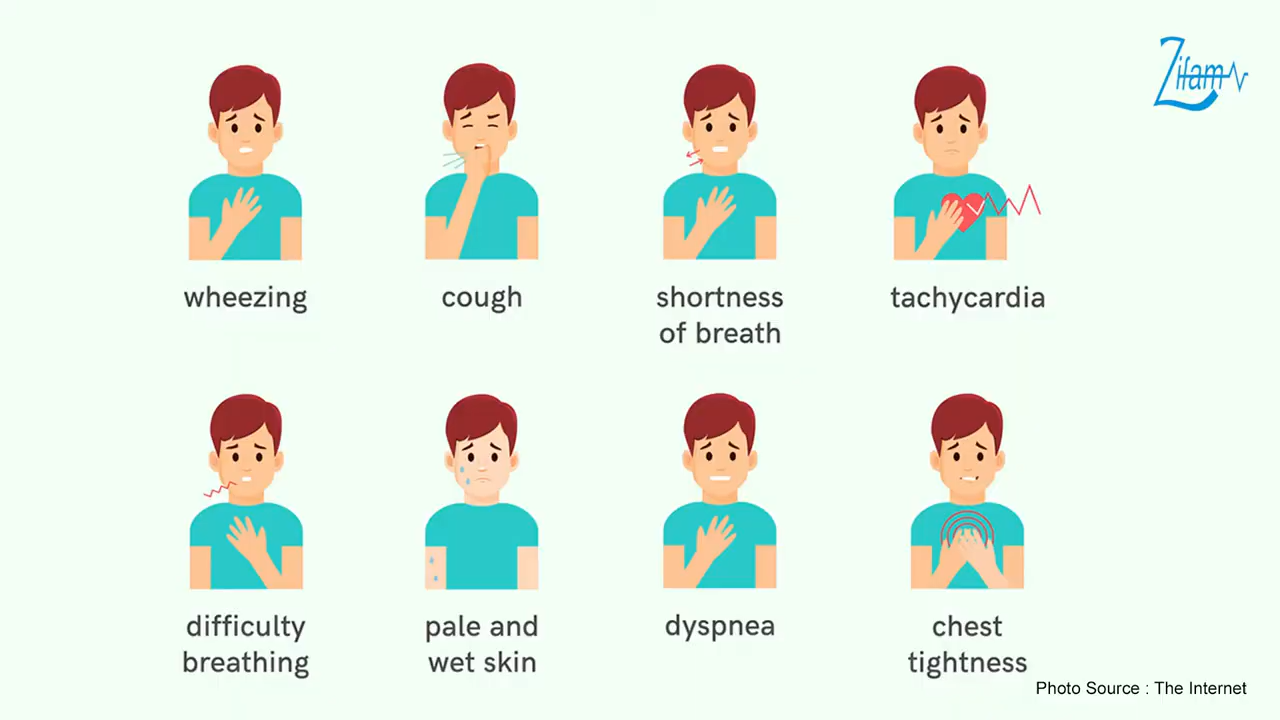 Zifam
wheezing
cough
shortness
of breath
tachycardia
difficulty
breathing
pale and
wet skin
dyspnea
chest
tightness
Photo Source : The Internet